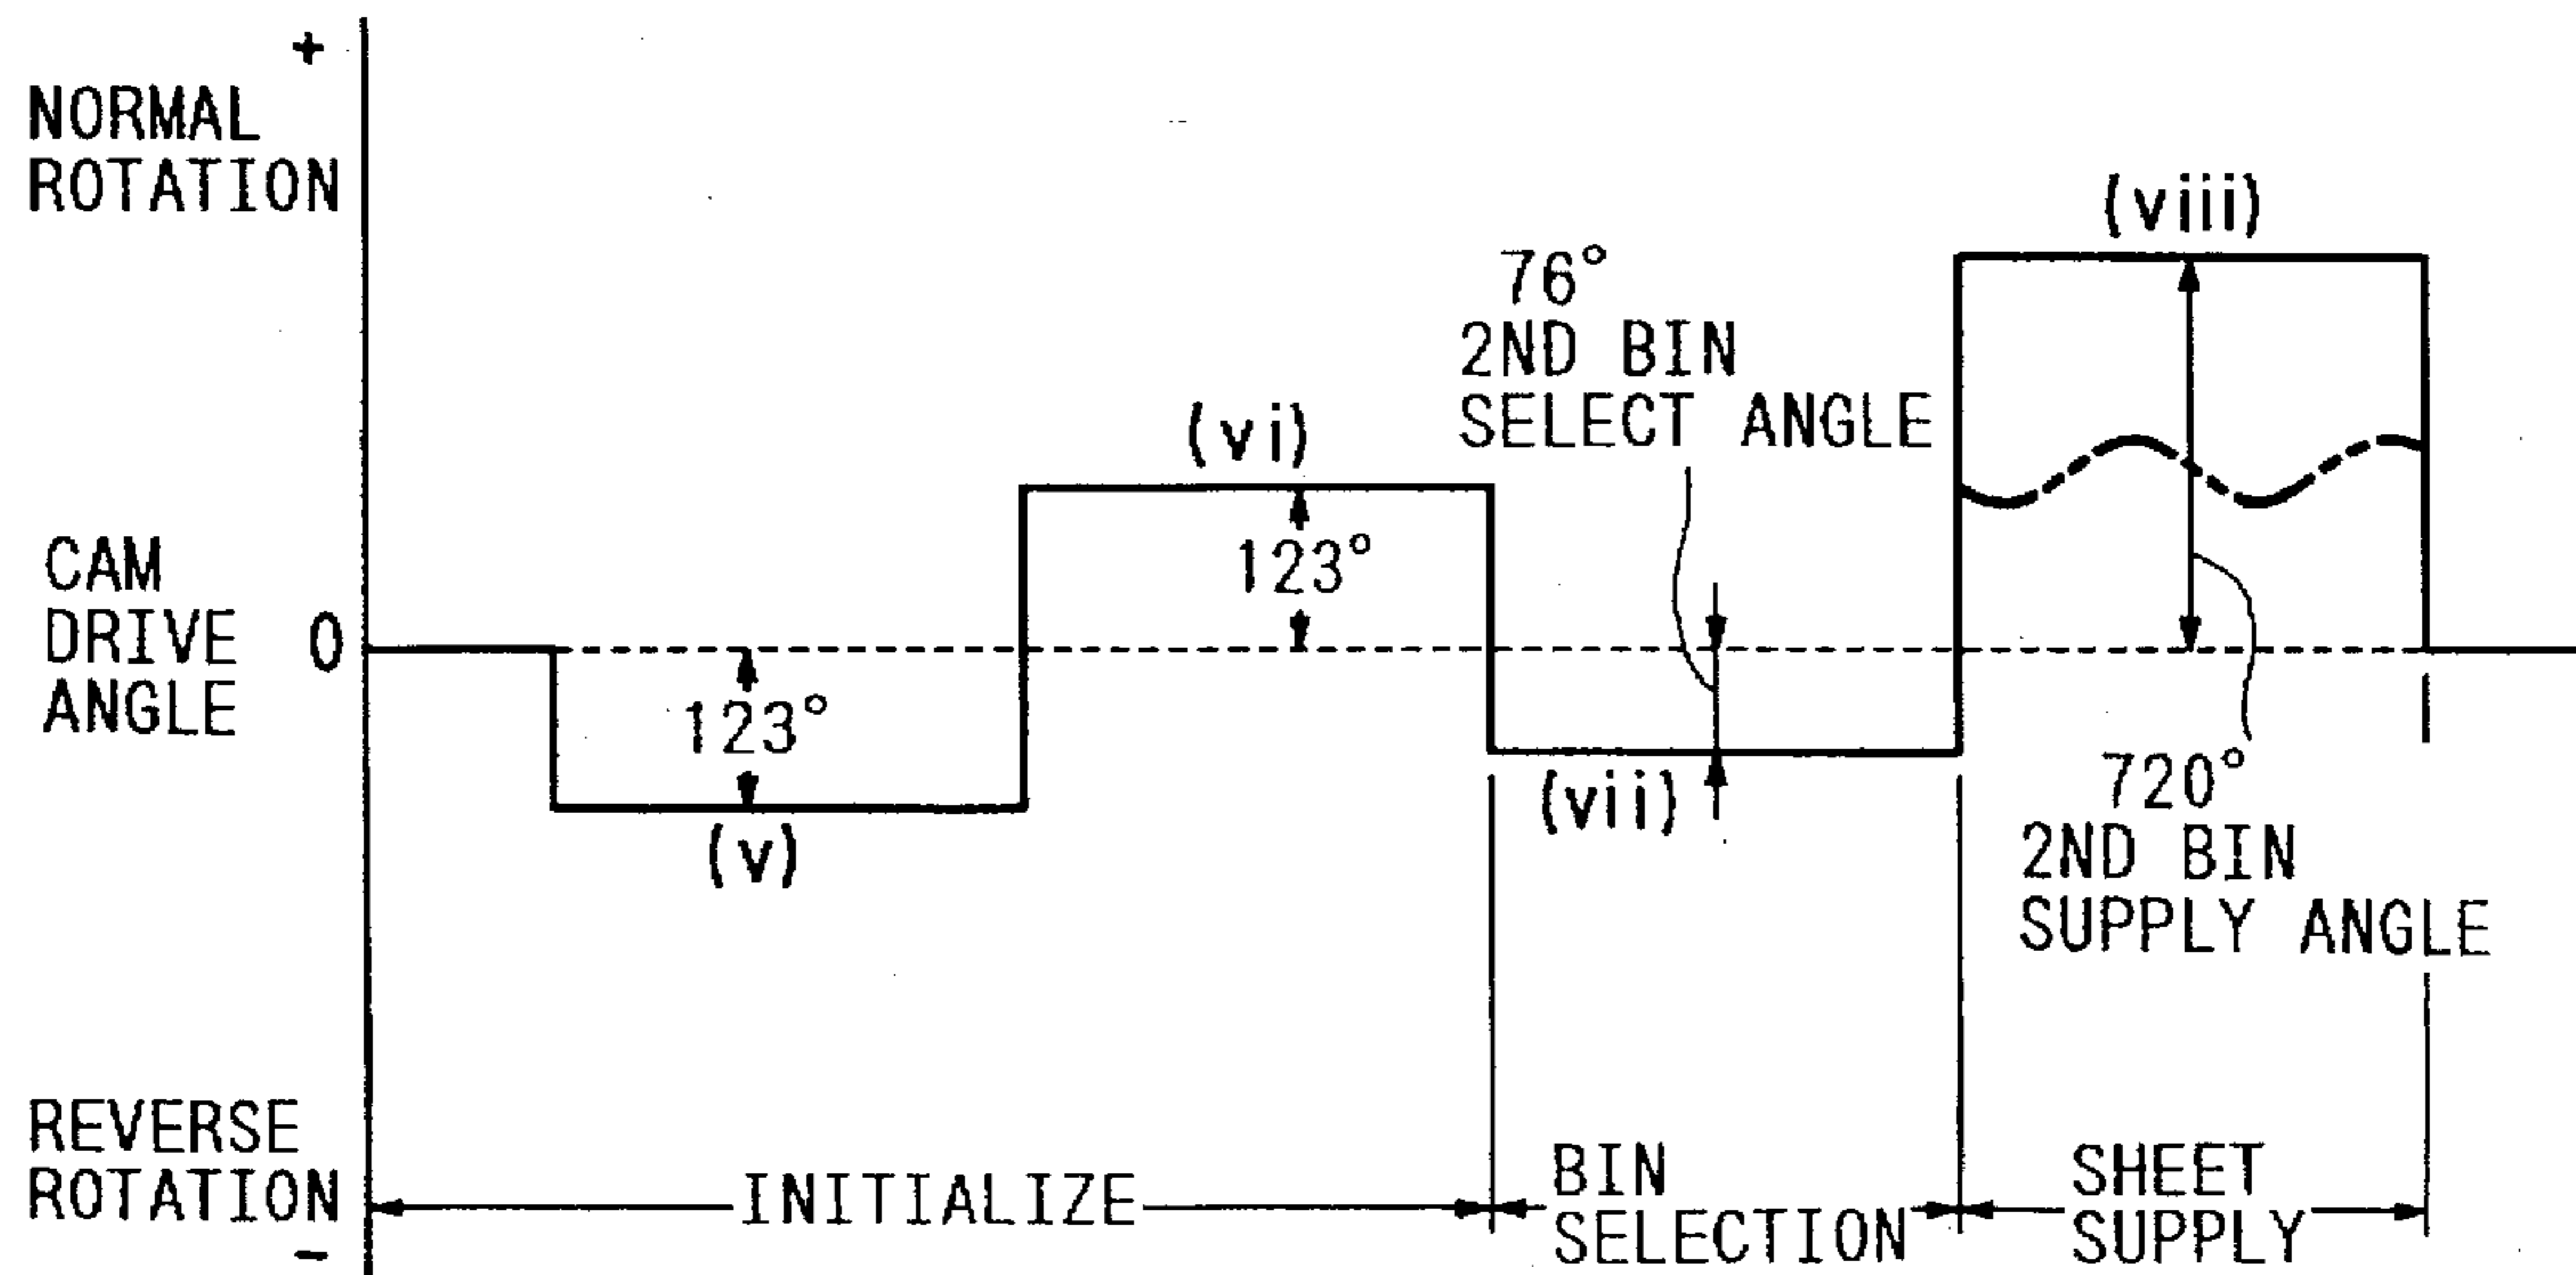 +
NORMAL
ROTATION
(viii)
76°
2ND BIN
SELECT ANGLE
(vi)
123°
CAM
DRIVE
ANGLE
0
123°
(v)
(vii)
720°
2ND BIN
SUPPLY ANGLE
REVERSE
ROTATION
−
INITIALIZE
BIN
SELECTION
SHEET
SUPPLY